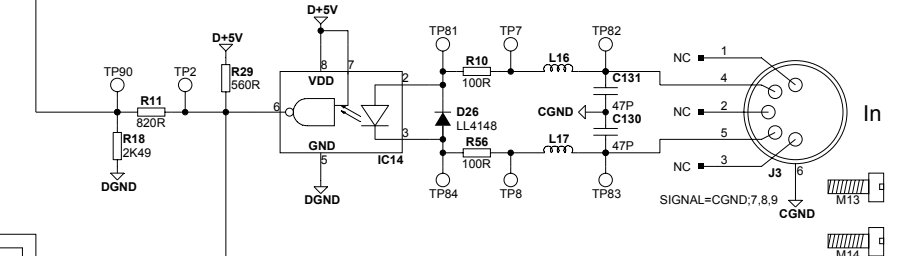 D+5V
TP81
TP7
TP82
NC
1
D+5V
L16
TP90
TP2
R29
560R
8
7
VDD
2
R10
100R
C131
4
47P
R11
820R
6
D26
LL4148
CGND
NC
2
In
R18
2K49
C130
3
47P
5
GND
IC14
R56
100R
L17
DGND
5
NC
3
J3
TP84
TP8
TP83
6
DGND
SIGNAL=CGND;7,8,9
CGND
M13
M14